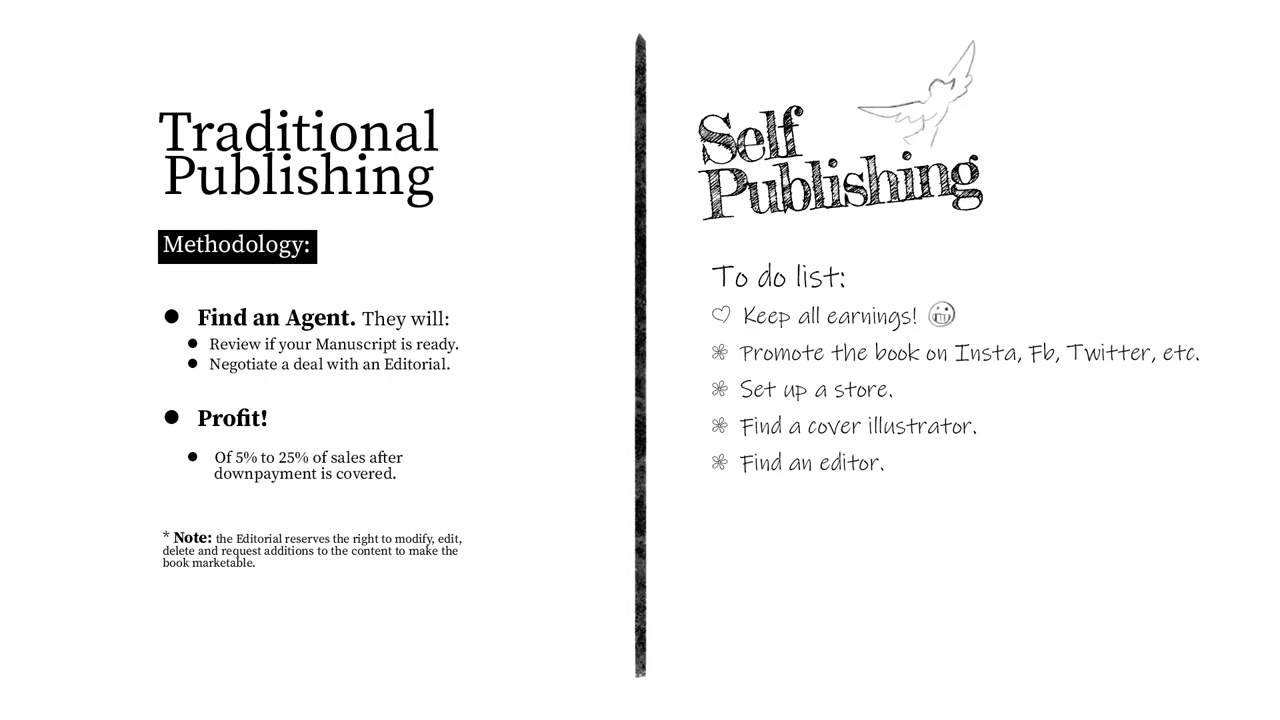 Traditional
Publishing
Methodology:
● Find an Agent. They will:
● Review if your Manuscript is ready.
● Negotiate a deal with an Editorial.
● Profit!
● Of 5% to 25% of sales after
downpayment is covered.
* Note: the Editorial reserves the right to modify, edit,
delete and request additions to the content to make the
book marketable.
Self
Publishing
To do list:
♡ Keep all earnings! 😀
Promote the book on Insta, Fb, Twitter, etc.
Set up a store.
Find a cover illustrator.
Find an editor.